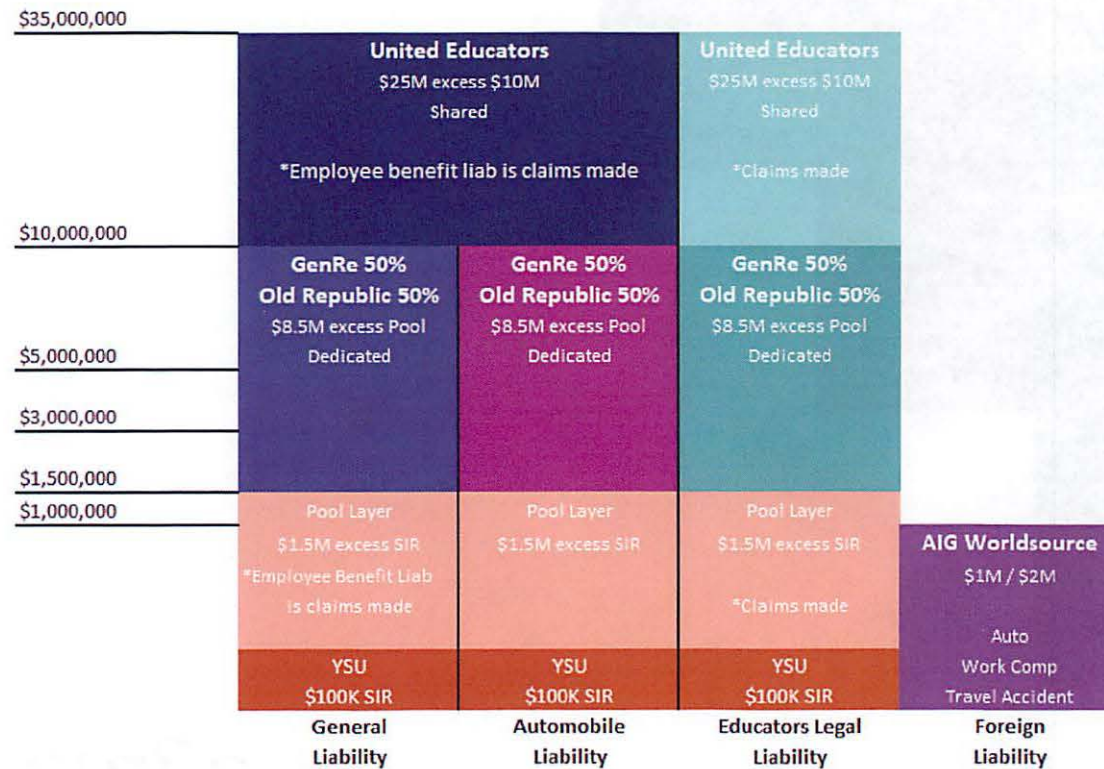 $35,000,000
United Educators
$25M excess $10M
Shared
*Employee benefit liab is claims made
United Educators
$25M excess $10M
Shared
*Claims made
$10,000,000
GenRe 50%
Old Republic 50%
$8.5M excess Pool
Dedicated
GenRe 50%
Old Republic 50%
$8.5M excess Pool
Dedicated
GenRe 50%
Old Republic 50%
$8.5M excess Pool
Dedicated
$5,000,000
$3,000,000
$1,500,000
$1,000,000
Pool Layer
$1.5M excess SIR
*Employee Benefit Liab
is claims made
Pool Layer
$1.5M excess SIR
Pool Layer
$1.5M excess SIR
*Claims made
AIG Worldsource
$1M / $2M
Auto
Work Comp
Travel Accident
YSU
$100K SIR
YSU
$100K SIR
YSU
$100K SIR
General
Liability
Automobile
Liability
Educators Legal
Liability
Foreign
Liability